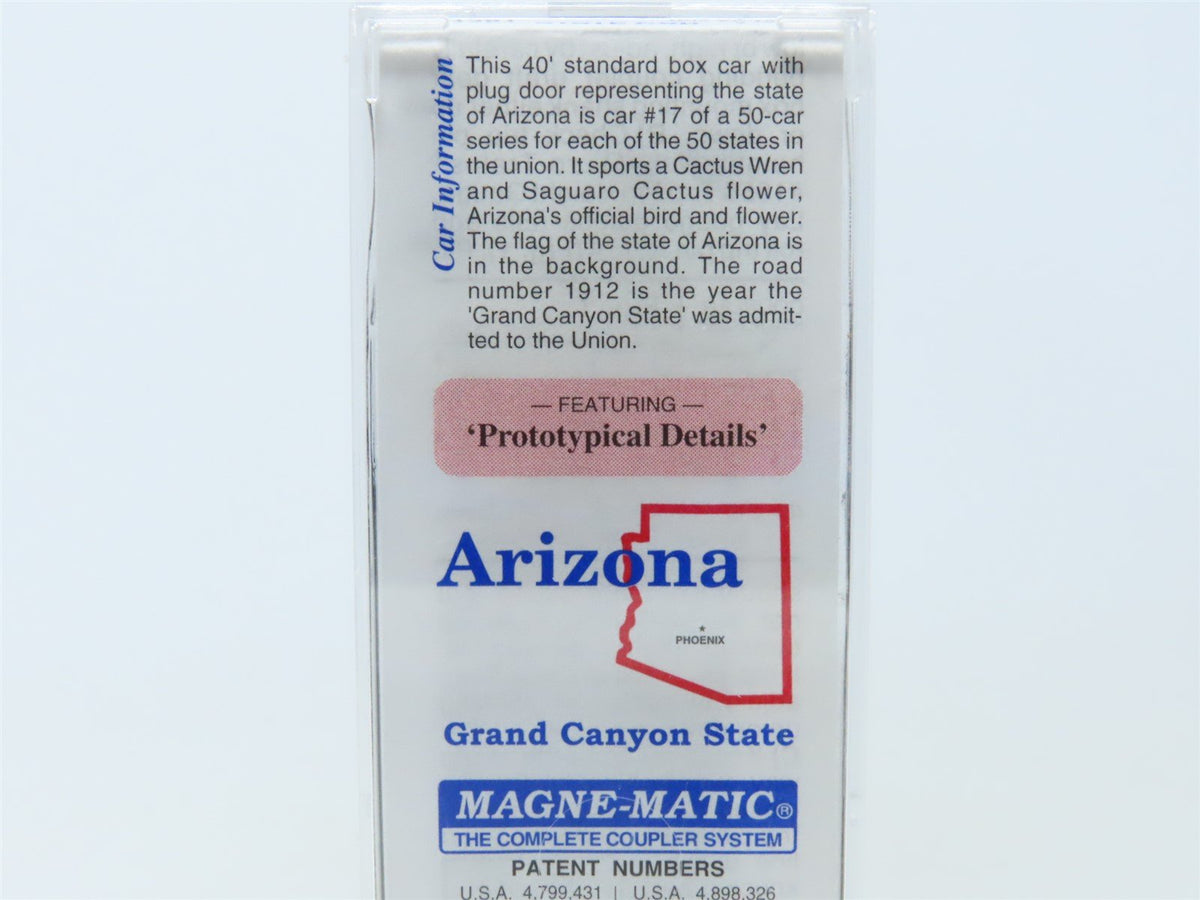 Car Information
This 40' standard box car with
plug door representing the state
of Arizona is car #17 of a 50-car
series for each of the 50 states in
the union. It sports a Cactus Wren
and Saguaro Cactus flower,
Arizona's official bird and flower.
The flag of the state of Arizona is
in the background. The road
number 1912 is the year the
'Grand Canyon State' was admit-
ted to the Union.
— FEATURING —
‘Prototypical Details’
Arizona
PHOENIX
Grand Canyon State
MAGNE-MATIC®
THE COMPLETE COUPLER SYSTEM
PATENT NUMBERS
U.S.A. 4,799,431 | U.S.A. 4,898,326